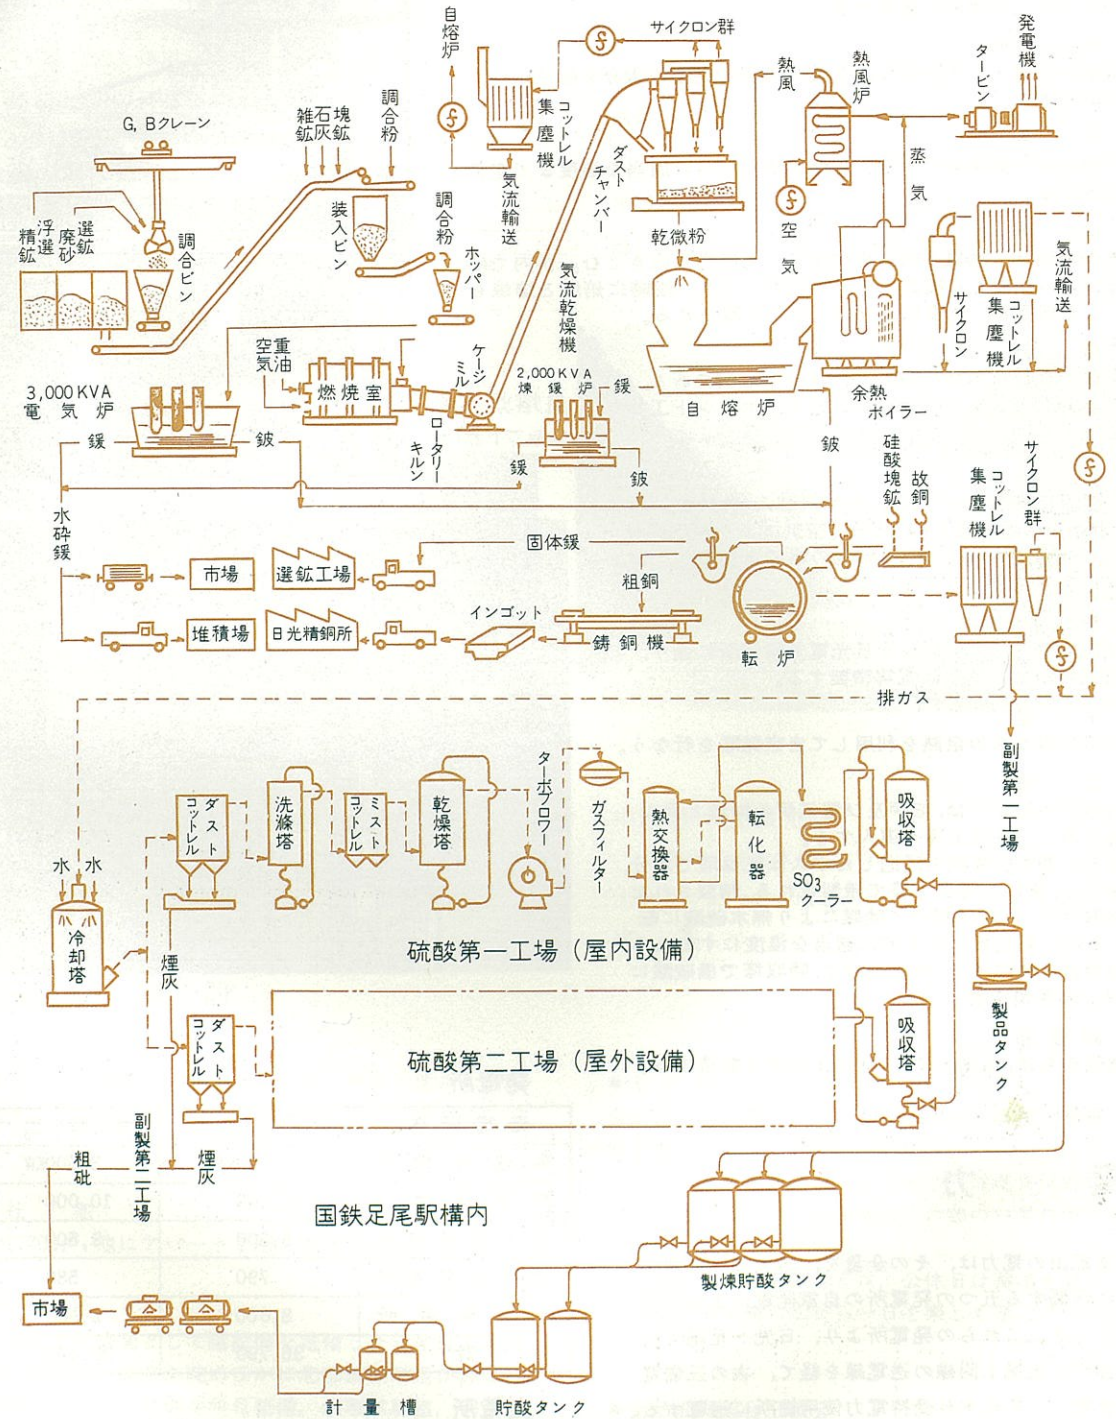 自熔炉
サイクロン群
発電機
タービン
熱風炉
熱風
G, Bクレーン
雑鉱
石灰
塊鉱
調合粉
コットレル
集塵機
気流輸送
ダスト
チャンバー
蒸気
空気
精鉱
浮選
廃砂
選鉱
調合ビン
装入ビン
調合粉
ホッパー
乾微粉
気流乾燥機
サイクロン
コットレル
集塵機
気流輸送
空気
重油
燃焼室
ケージ
ミル
ロータリー
キルン
2,000KVA
煉鍰炉
鍰
自熔炉
余熱
ボイラー
3,000KVA
電気炉
鍰
鈹
鍰
鈹
鈹
硅酸塊鉱
故銅
コットレル
集塵機
サイクロン群
水砕鍰
固体鍰
市場
選鉱工場
粗銅
インゴット
堆積場
日光精銅所
鋳銅機
転炉
排ガス
副製第一工場
水
水
冷却塔
ダスト
コットレル
洗滌塔
ミスト
コットレル
乾燥塔
ターボブロワー
ガスフィルター
熱交換器
転化器
SO3
クーラー
吸収塔
煙灰
硫酸第一工場（屋内設備）
製品タンク
ダスト
コットレル
硫酸第二工場（屋外設備）
吸収塔
粗砒
副製第二工場
煙灰
国鉄足尾駅構内
製煉貯酸タンク
市場
計量槽
貯酸タンク